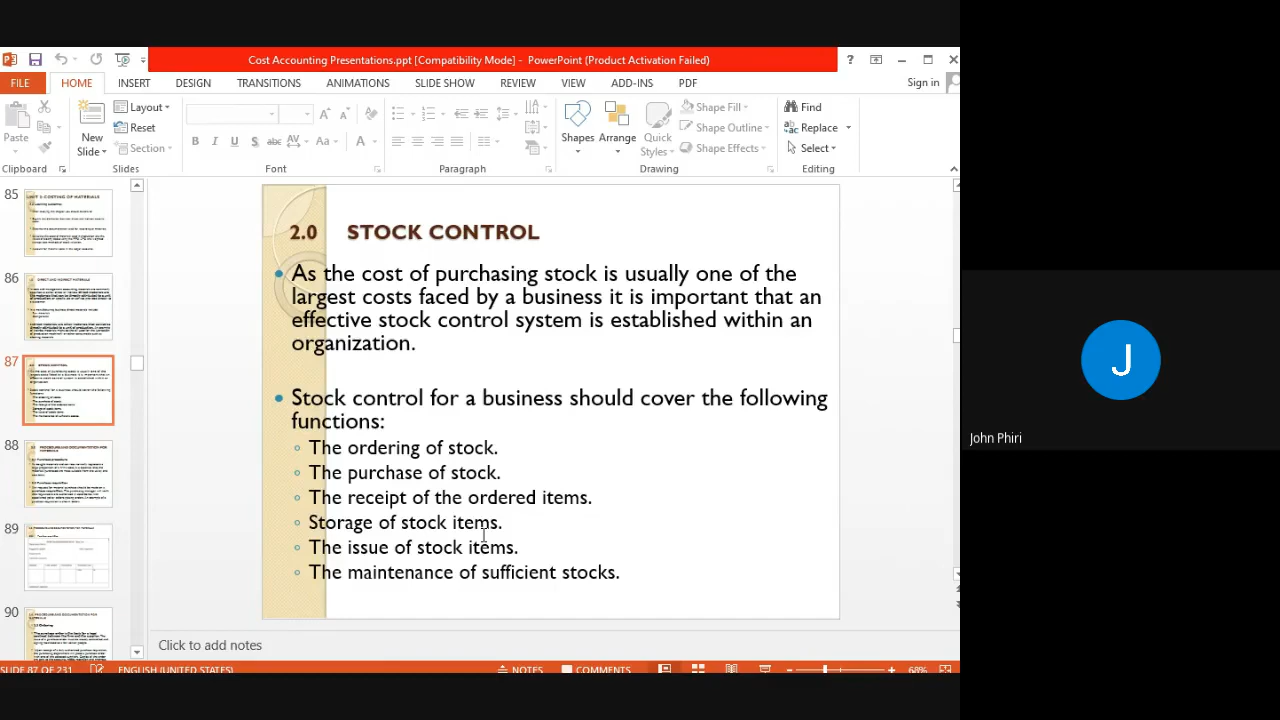 Cost Accounting Presentations.ppt [Compatibility Mode] - PowerPoint (Product Activation Failed)
FILE HOME INSERT DESIGN TRANSITIONS ANIMATIONS SLIDE SHOW REVIEW VIEW ADD-INS PDF Sign in
Paste
New
Slide
Layout
Reset
Section
Shapes
Arrange
Quick
Styles
Shape Fill
Shape Outline
Shape Effects
Find
Replace
Select
Clipboard Slides Font Paragraph Drawing Editing
85
86
87
88
89
90
2.0 STOCK CONTROL
As the cost of purchasing stock is usually one of the
largest costs faced by a business it is important that an
effective stock control system is established within an
organization.
Stock control for a business should cover the following
functions:
The ordering of stock.
The purchase of stock.
The receipt of the ordered items.
Storage of stock items.
The issue of stock items.
The maintenance of sufficient stocks.
Click to add notes
SLIDE 87 OF 231 ENGLISH (UNITED STATES) NOTES COMMENTS 68%
J
John Phiri